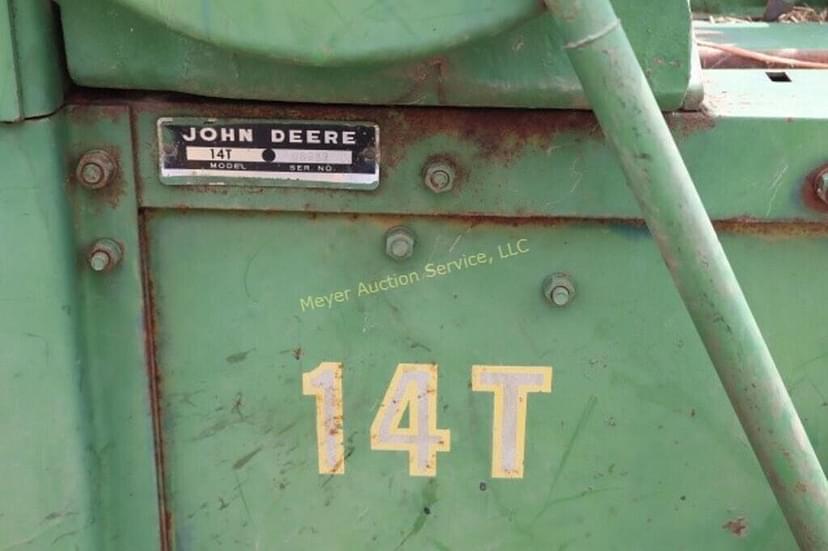 JOHN DEERE
14T
MODEL SER. NO.
Meyer Auction Service, LLC
14T